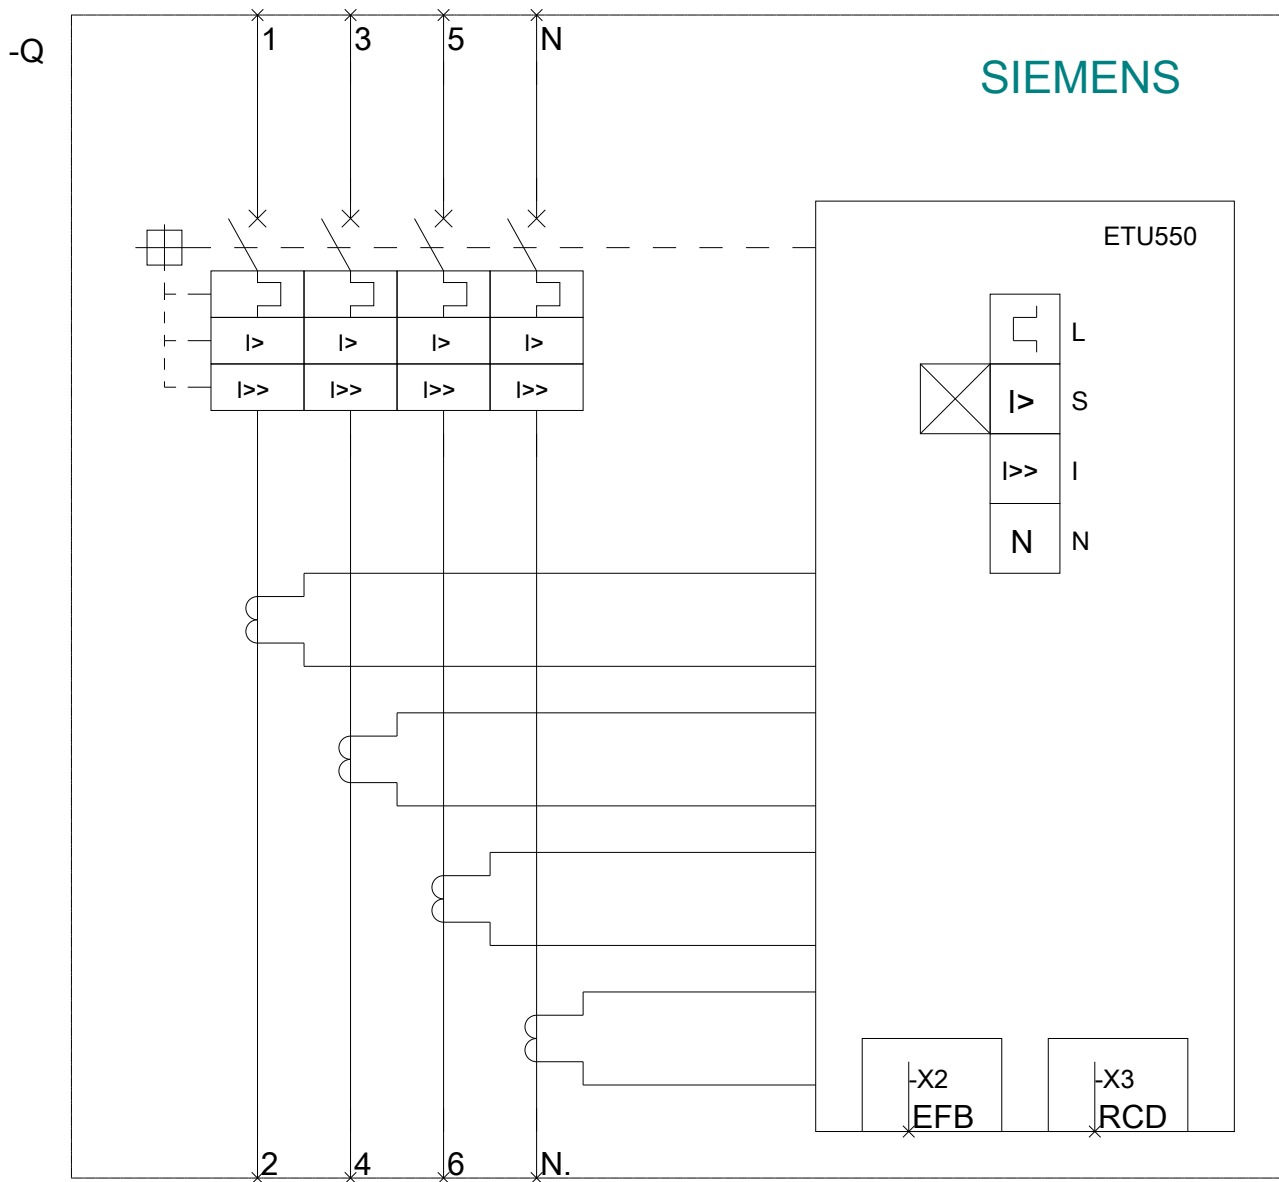 1 3 5 N
-Q
SIEMENS
ETU550
L
I> I> I> I>
I> S
I>> I>> I>> I>>
I>> I
N N
-X2 -X3
EFB RCD
2 4 6 N.